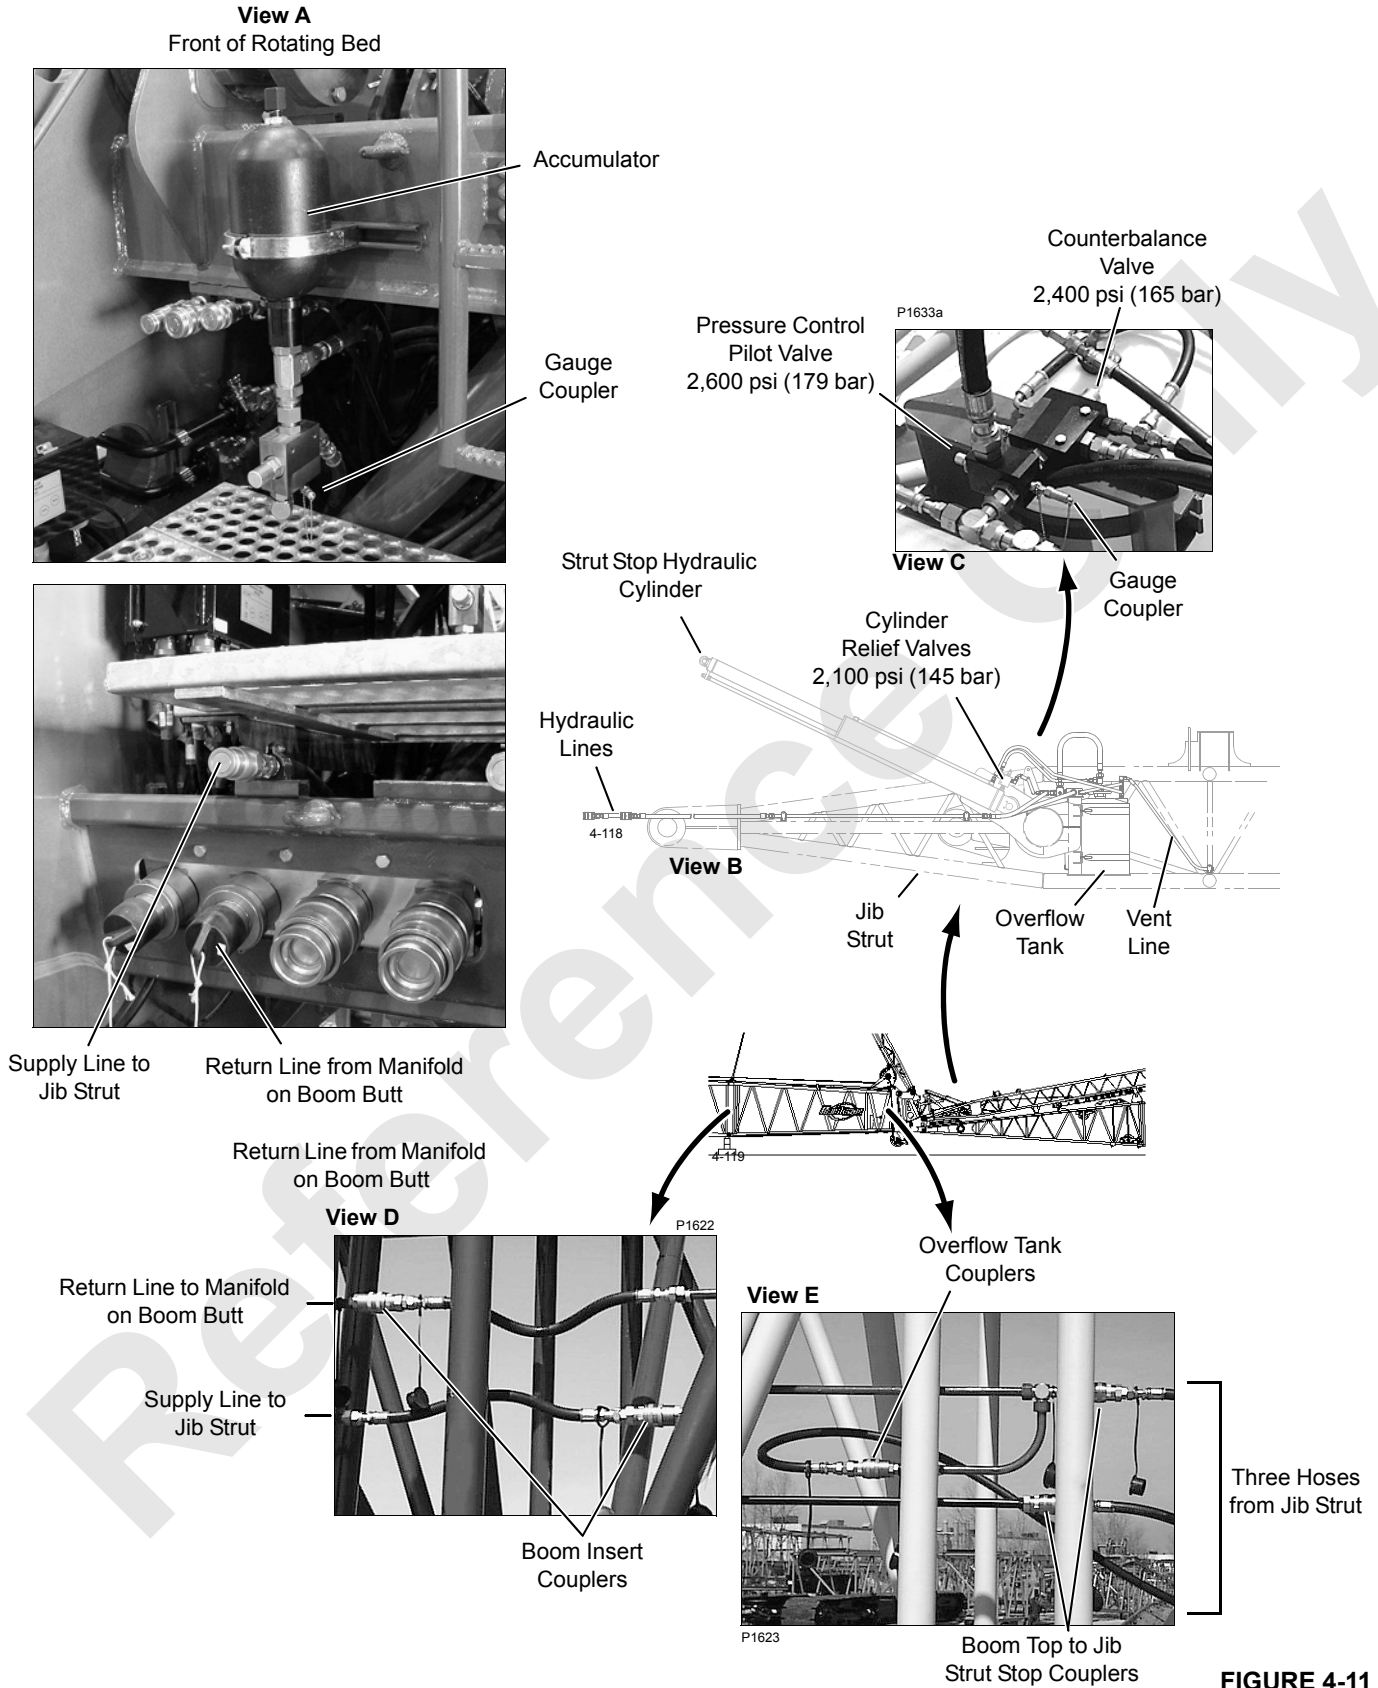 View A
Front of Rotating Bed
Accumulator
Gauge
Coupler
Counterbalance
Valve
2,400 psi (165 bar)
P1633a
Pressure Control
Pilot Valve
2,600 psi (179 bar)
View C
Gauge
Coupler
Strut Stop Hydraulic
Cylinder
Cylinder
Relief Valves
2,100 psi (145 bar)
Hydraulic
Lines
4-118
View B
Jib
Strut
Overflow
Tank
Vent
Line
Supply Line to
Jib Strut
Return Line from Manifold
on Boom Butt
4-119
Return Line from Manifold
on Boom Butt
View D
P1622
Return Line to Manifold
on Boom Butt
Supply Line to
Jib Strut
Boom Insert
Couplers
Overflow Tank
Couplers
View E
Three Hoses
from Jib Strut
P1623
Boom Top to Jib
Strut Stop Couplers
FIGURE 4-11
Reference Only